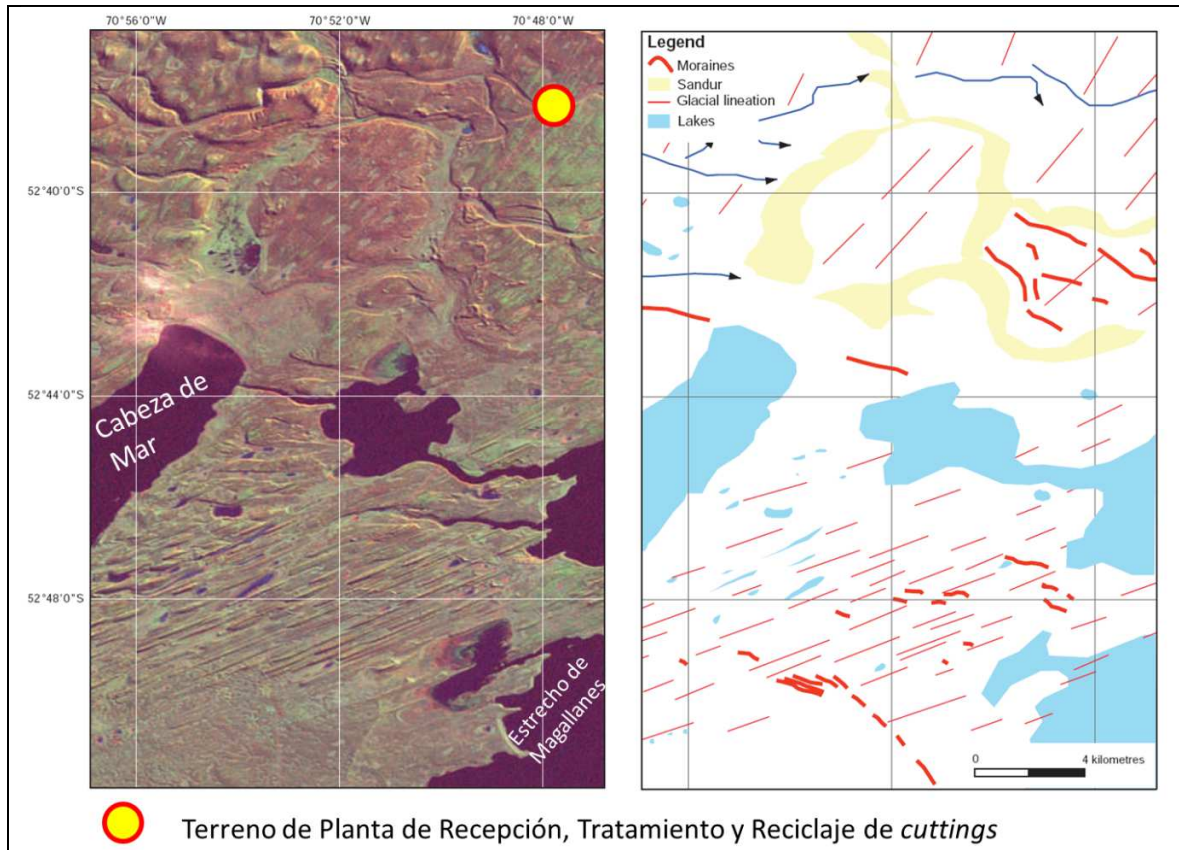 70°56'0"W 70°52'0"W 70°48'0"W
52°40'0"S
52°44'0"S
52°48'0"S
Cabeza de
Mar
Estrecho de
Magallanes
Legend
Moraines
Sandur
Glacial lineation
Lakes
0 4 kilometres
Terreno de Planta de Recepción, Tratamiento y Reciclaje de cuttings